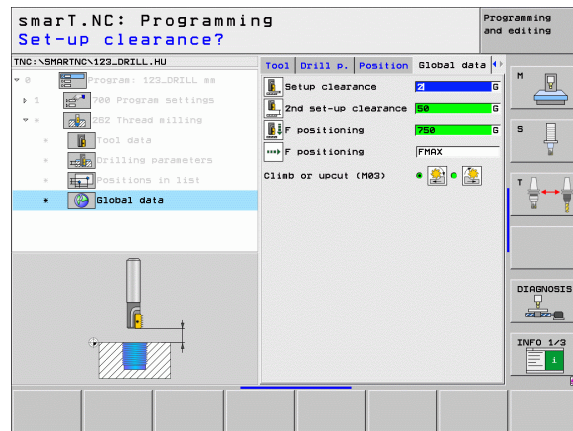 smarT.NC: Programming
Set-up clearance?
Programming
and editing
TNC:\SMARTNC\123_DRILL.HU
0 Program: 123_DRILL mm
1 700 Program settings
* 262 Thread milling
* Tool data
* Drilling parameters
* Positions in list
* Global data
Tool Drill p. Position Global data
Setup clearance 2 G
2nd set-up clearance 50 G
F positioning 750 G
F positioning FMAX
Climb or upcut (M03)
M
S
T
DIAGNOSIS
INFO 1/3
i